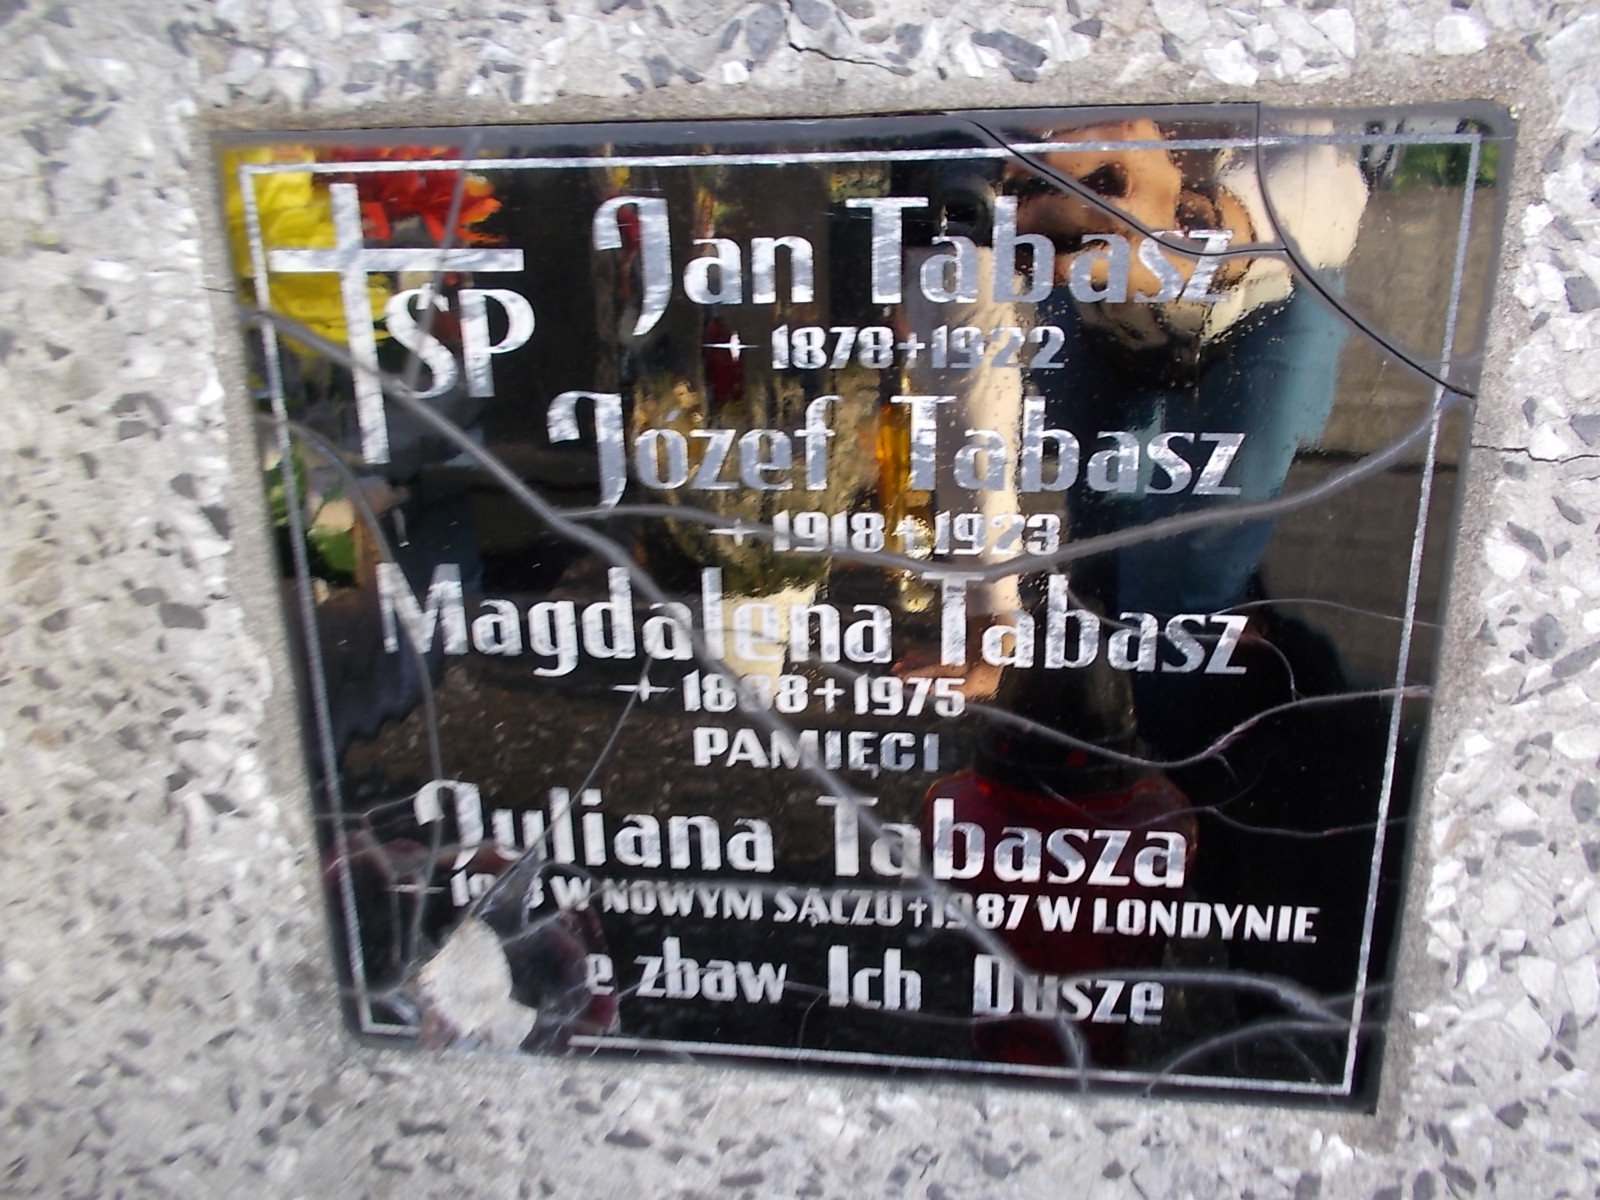 SP
Jan Tabasz
1878+1922
Józef Tabasz
1918+1923
Magdalena Tabasz
+1975
PAMIĘCI
Juliana Tabasza
W NOWYM SĄCZU+1987 W LONDYNIE
zbaw Ich Dusze